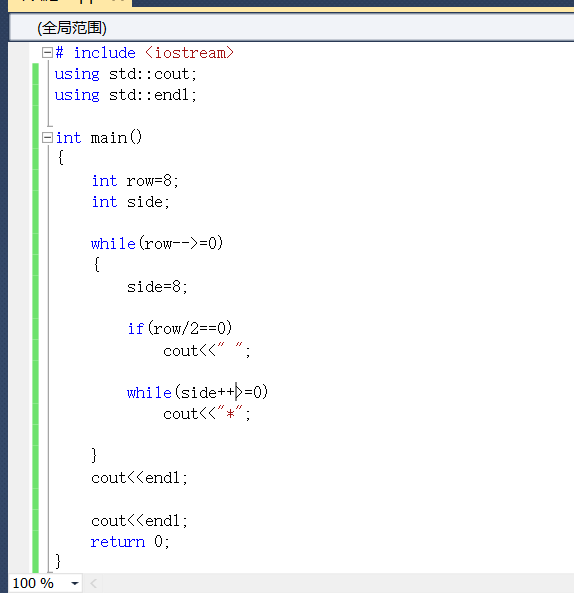 (全局范围)
# include <iostream>
using std::cout;
using std::endl;
int main()
{
int row=8;
int side;
while(row-->=0)
{
side=8;
if(row/2==0)
cout<<" ";
while(side++>=0)
cout<<"*";
}
cout<<endl;
cout<<endl;
return 0;
}
100 %